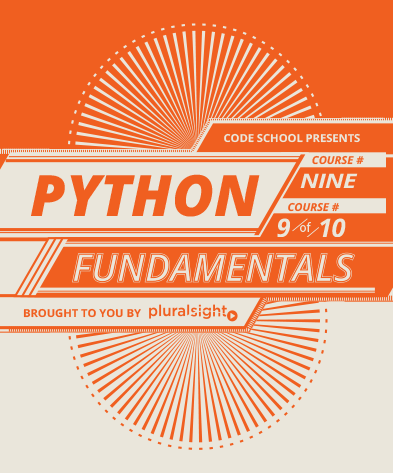 CODE SCHOOL PRESENTS
COURSE #
NINE
PYTHON
COURSE #
9 of 10
FUNDAMENTALS
BROUGHT TO YOU BY pluralsight